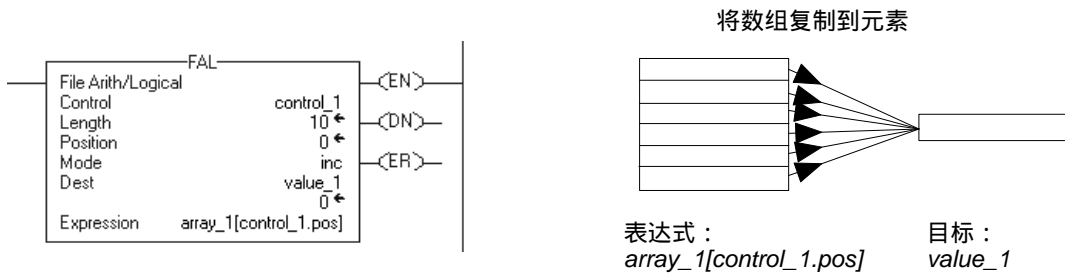 FAL
File Arith/Logical
Control control_1
Length 10
Position 0
Mode inc
Dest value_1
0
Expression array_1[control_1.pos]
EN
DN
ER
将数组复制到元素
表达式：
array_1[control_1.pos]
目标：
value_1